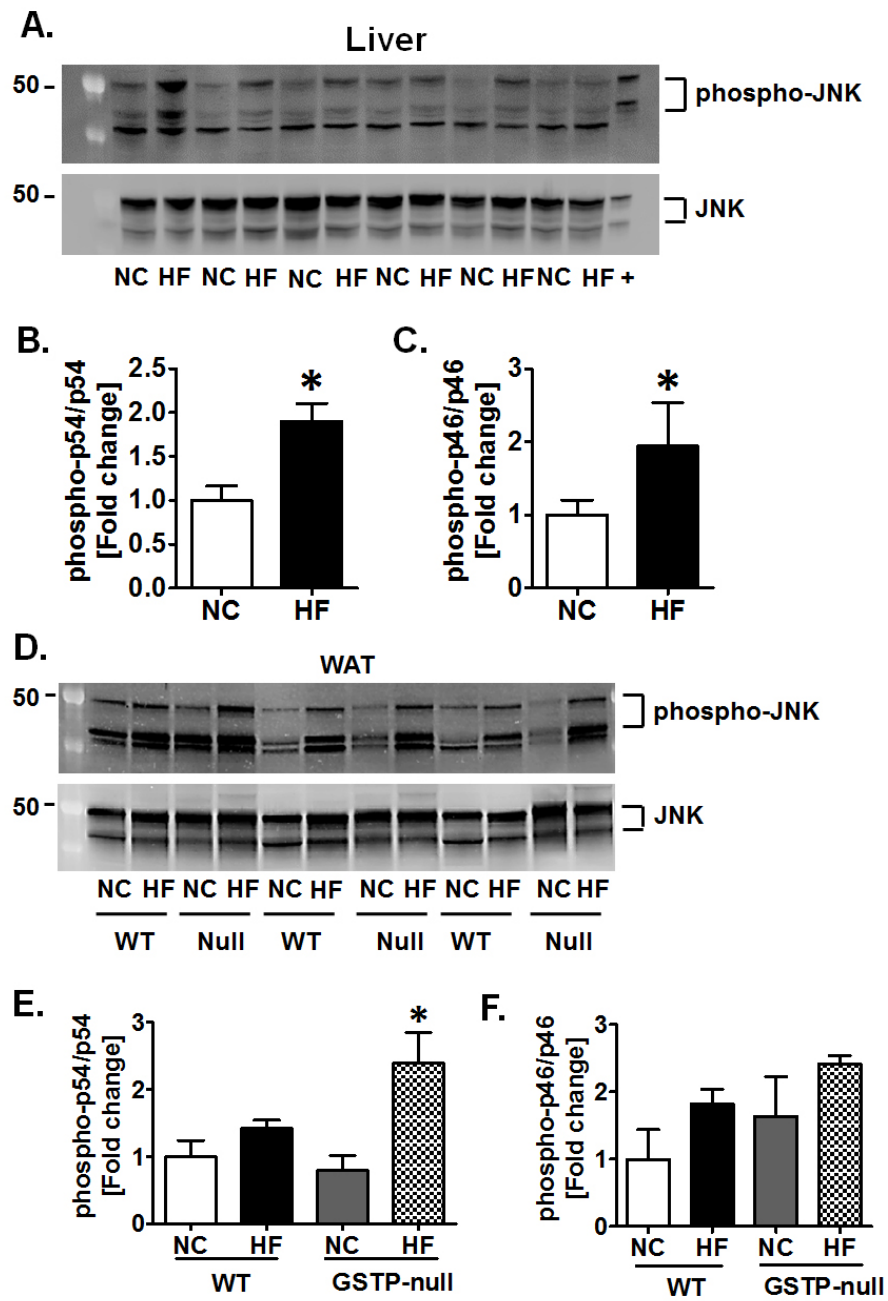 A.
Liver
50 –
phospho-JNK
50 –
JNK
NC HF NC HF NC HF NC HF NC HF NC HF +
B.
phospho-p54/p54
[Fold change]
2.5
2.0
1.5
1.0
0.5
0.0
*
NC HF
C.
phospho-p46/p46
[Fold change]
3
2
1
0
*
NC HF
D.
WAT
50 –
phospho-JNK
50 –
JNK
NC HF NC HF NC HF NC HF NC HF NC HF
WT Null WT Null WT Null
E.
phospho-p54/p54
[Fold change]
3
2
1
0
*
NC HF NC HF
WT GSTP-null
F.
phospho-p46/p46
[Fold change]
3
2
1
0
NC HF NC HF
WT GSTP-null